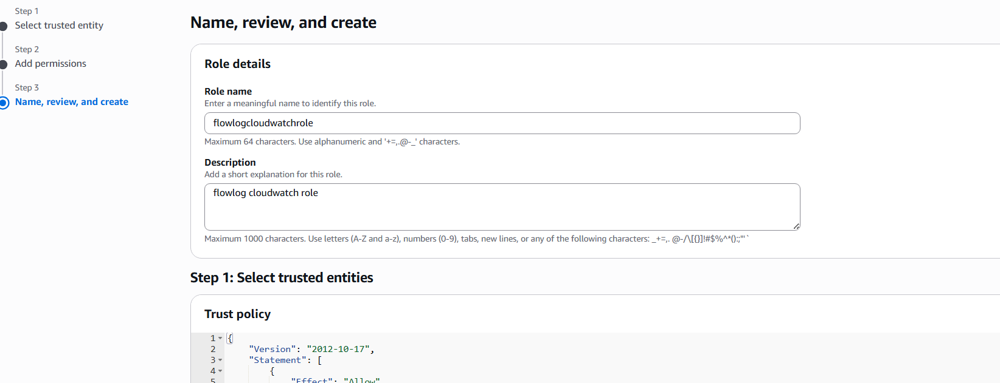 Step 1
Select trusted entity
Step 2
Add permissions
Step 3
Name, review, and create
Name, review, and create
Role details
Role name
Enter a meaningful name to identify this role.
flowlogcloudwatchrole
Maximum 64 characters. Use alphanumeric and '+=,.@-_' characters.
Description
Add a short explanation for this role.
flowlog cloudwatch role
Maximum 1000 characters. Use letters (A-Z and a-z), numbers (0-9), tabs, new lines, or any of the following characters: _+=,. @-/\[{}]!#$%^*();:"'`
Step 1: Select trusted entities
Trust policy
1 {
2 "Version": "2012-10-17",
3 "Statement": [
4 {
5 "Effect": "Allow"